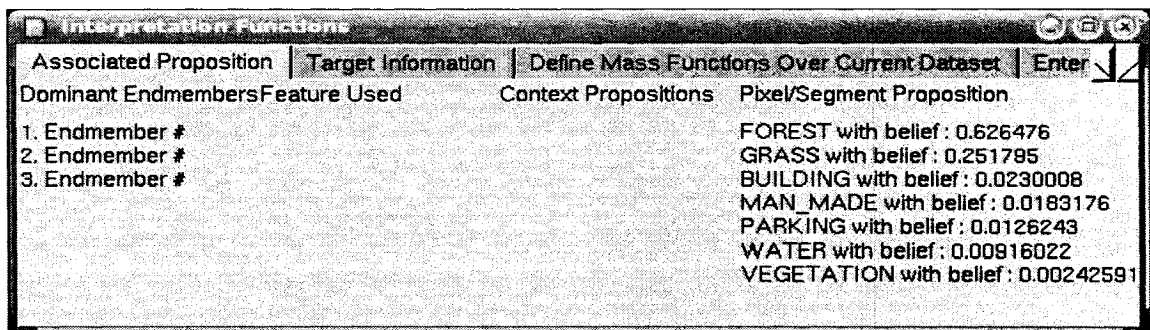 Interpretation Functions
Associated Proposition Target Information Define Mass Functions Over Current Dataset Enter
Dominant Endmembers Feature Used Context Propositions Pixel/Segment Proposition
1. Endmember # FOREST with belief : 0.626476
2. Endmember # GRASS with belief : 0.251795
3. Endmember # BUILDING with belief : 0.0230008
MAN_MADE with belief : 0.0183176
PARKING with belief : 0.0126243
WATER with belief : 0.00916022
VEGETATION with belief : 0.00242591